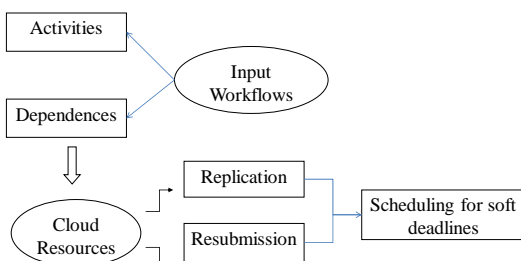 Activities
Input
Workflows
Dependences
Replication
Scheduling for soft
deadlines
Cloud
Resources
Resubmission